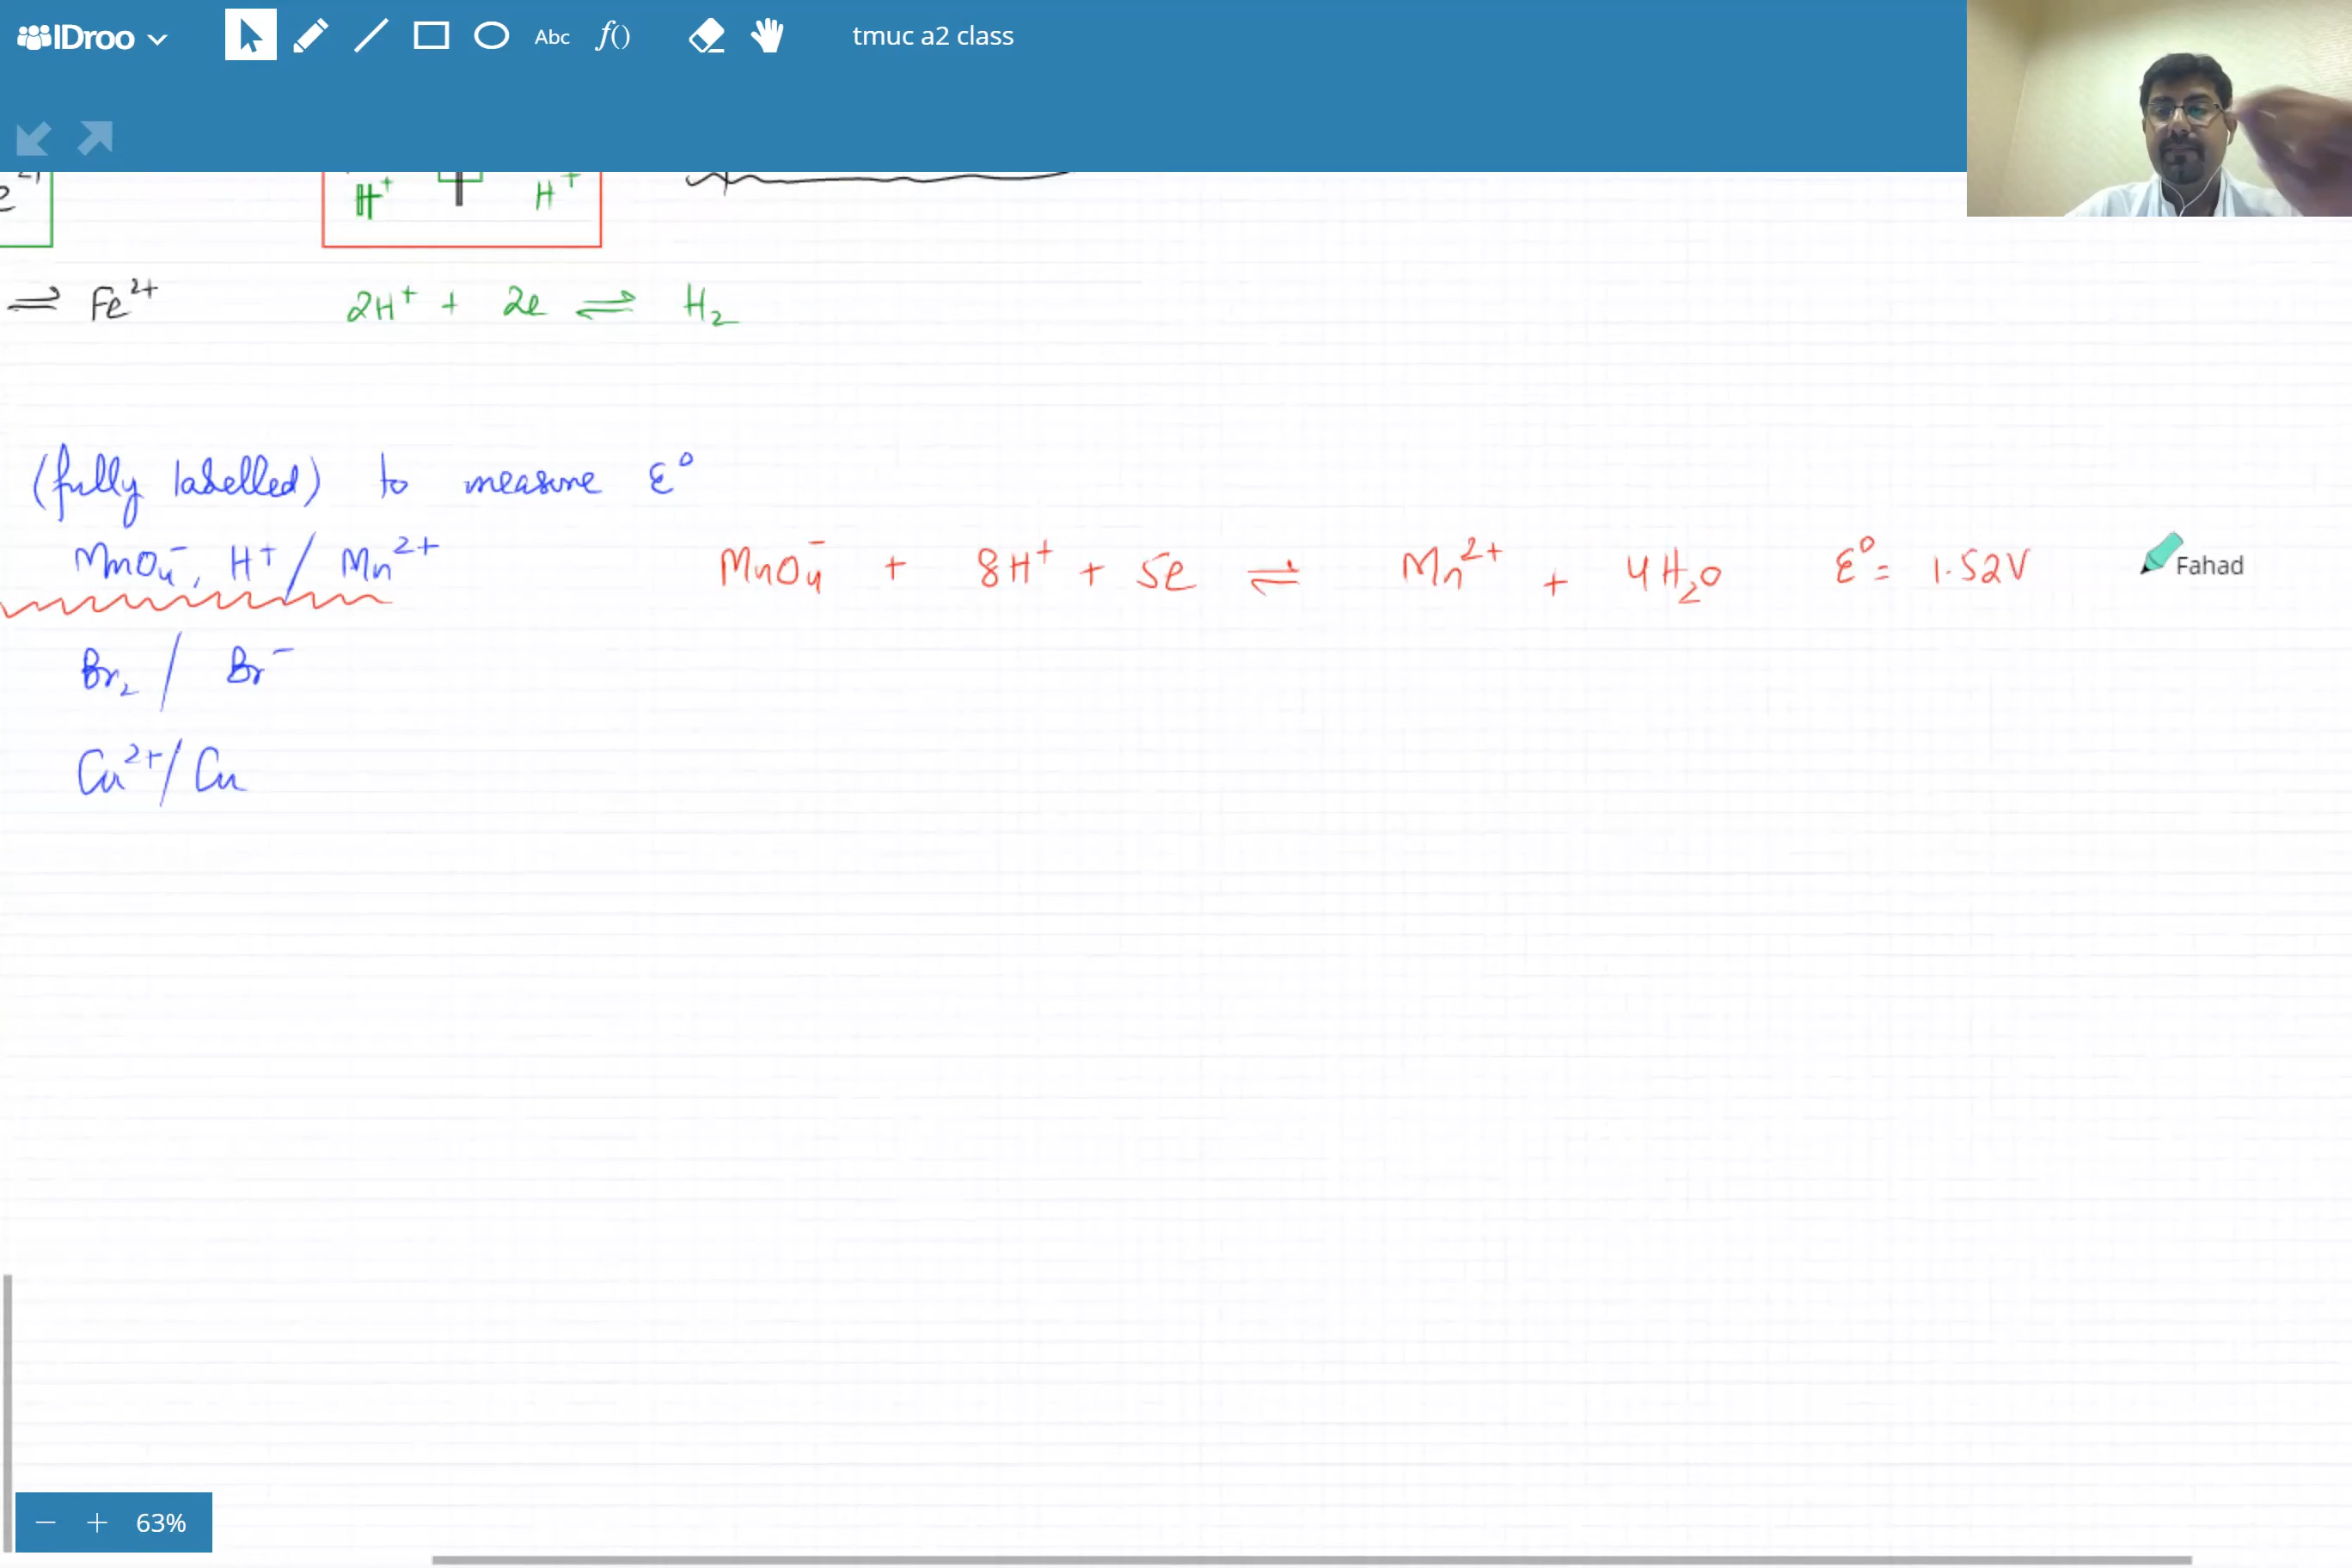 IDroo
Abc f() tmuc a2 class
H⁺ H⁺
⇌ Fe²⁺ 2H⁺ + 2e ⇌ H₂
(fully labelled) to measure ε°
MnO₄⁻, H⁺ / Mn²⁺ MnO₄⁻ + 8H⁺ + 5e ⇌ Mn²⁺ + 4H₂O ε° = 1.52V Fahad
Br₂ / Br⁻
Cu²⁺ / Cu
− + 63%